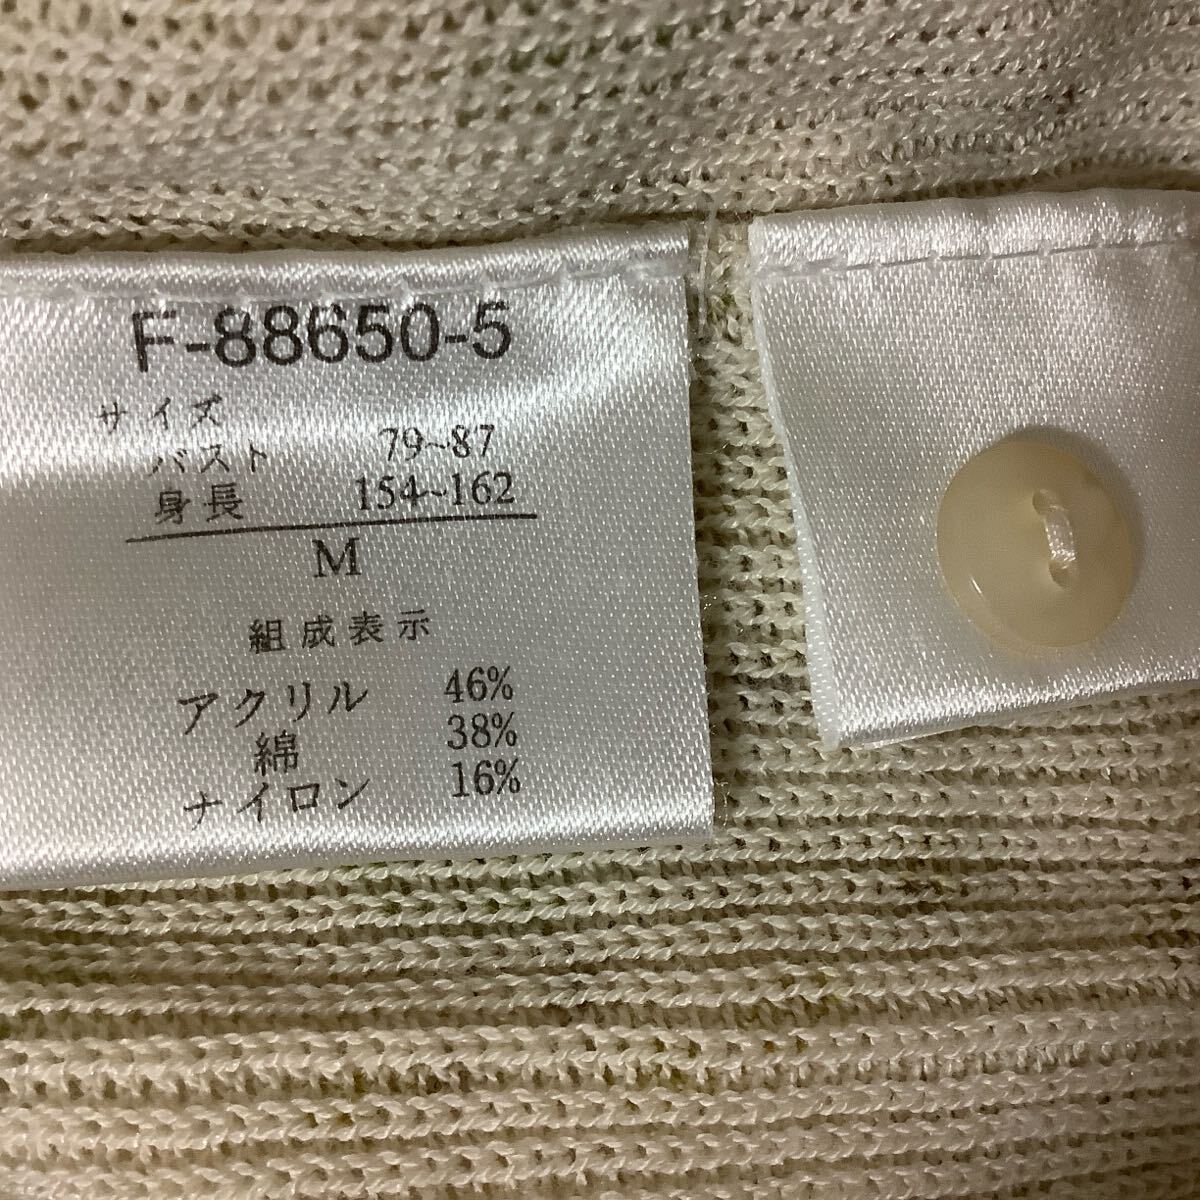 F-88650-5
サイズ
バスト 79~87
身長 154~162
M
組成表示
アクリル 46%
綿 38%
ナイロン 16%